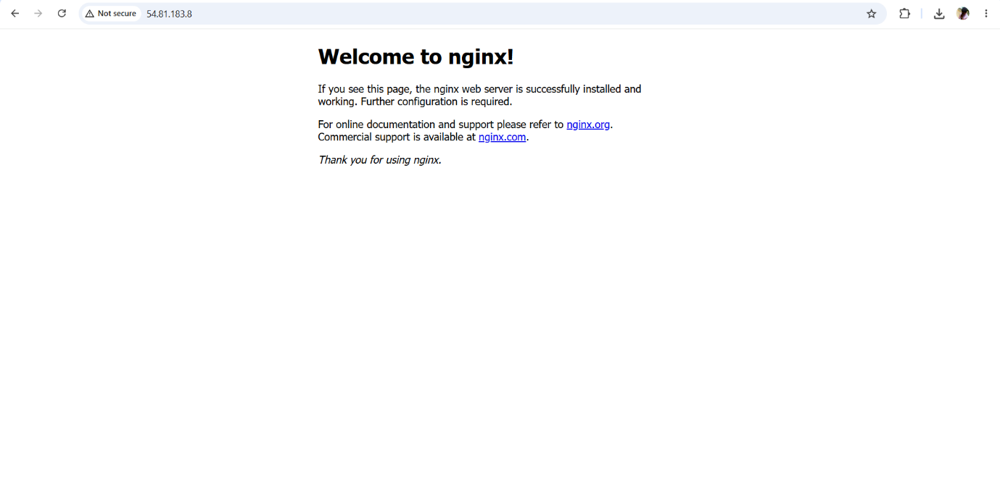 Not secure 54.81.183.8
Welcome to nginx!
If you see this page, the nginx web server is successfully installed and
working. Further configuration is required.
For online documentation and support please refer to nginx.org.
Commercial support is available at nginx.com.
Thank you for using nginx.